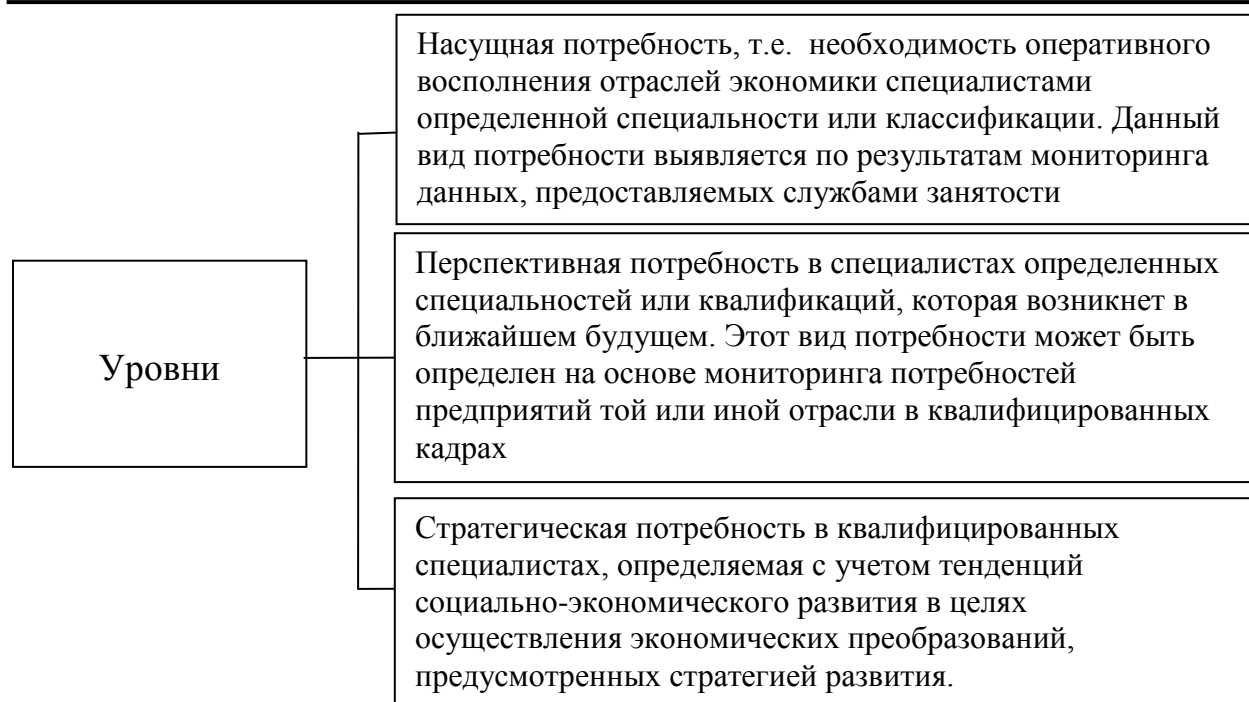 Уровни
Насущная потребность, т.е. необходимость оперативного
восполнения отраслей экономики специалистами
определенной специальности или классификации. Данный
вид потребности выявляется по результатам мониторинга
данных, предоставляемых службами занятости
Перспективная потребность в специалистах определенных
специальностей или квалификаций, которая возникнет в
ближайшем будущем. Этот вид потребности может быть
определен на основе мониторинга потребностей
предприятий той или иной отрасли в квалифицированных
кадрах
Стратегическая потребность в квалифицированных
специалистах, определяемая с учетом тенденций
социально-экономического развития в целях
осуществления экономических преобразований,
предусмотренных стратегией развития.